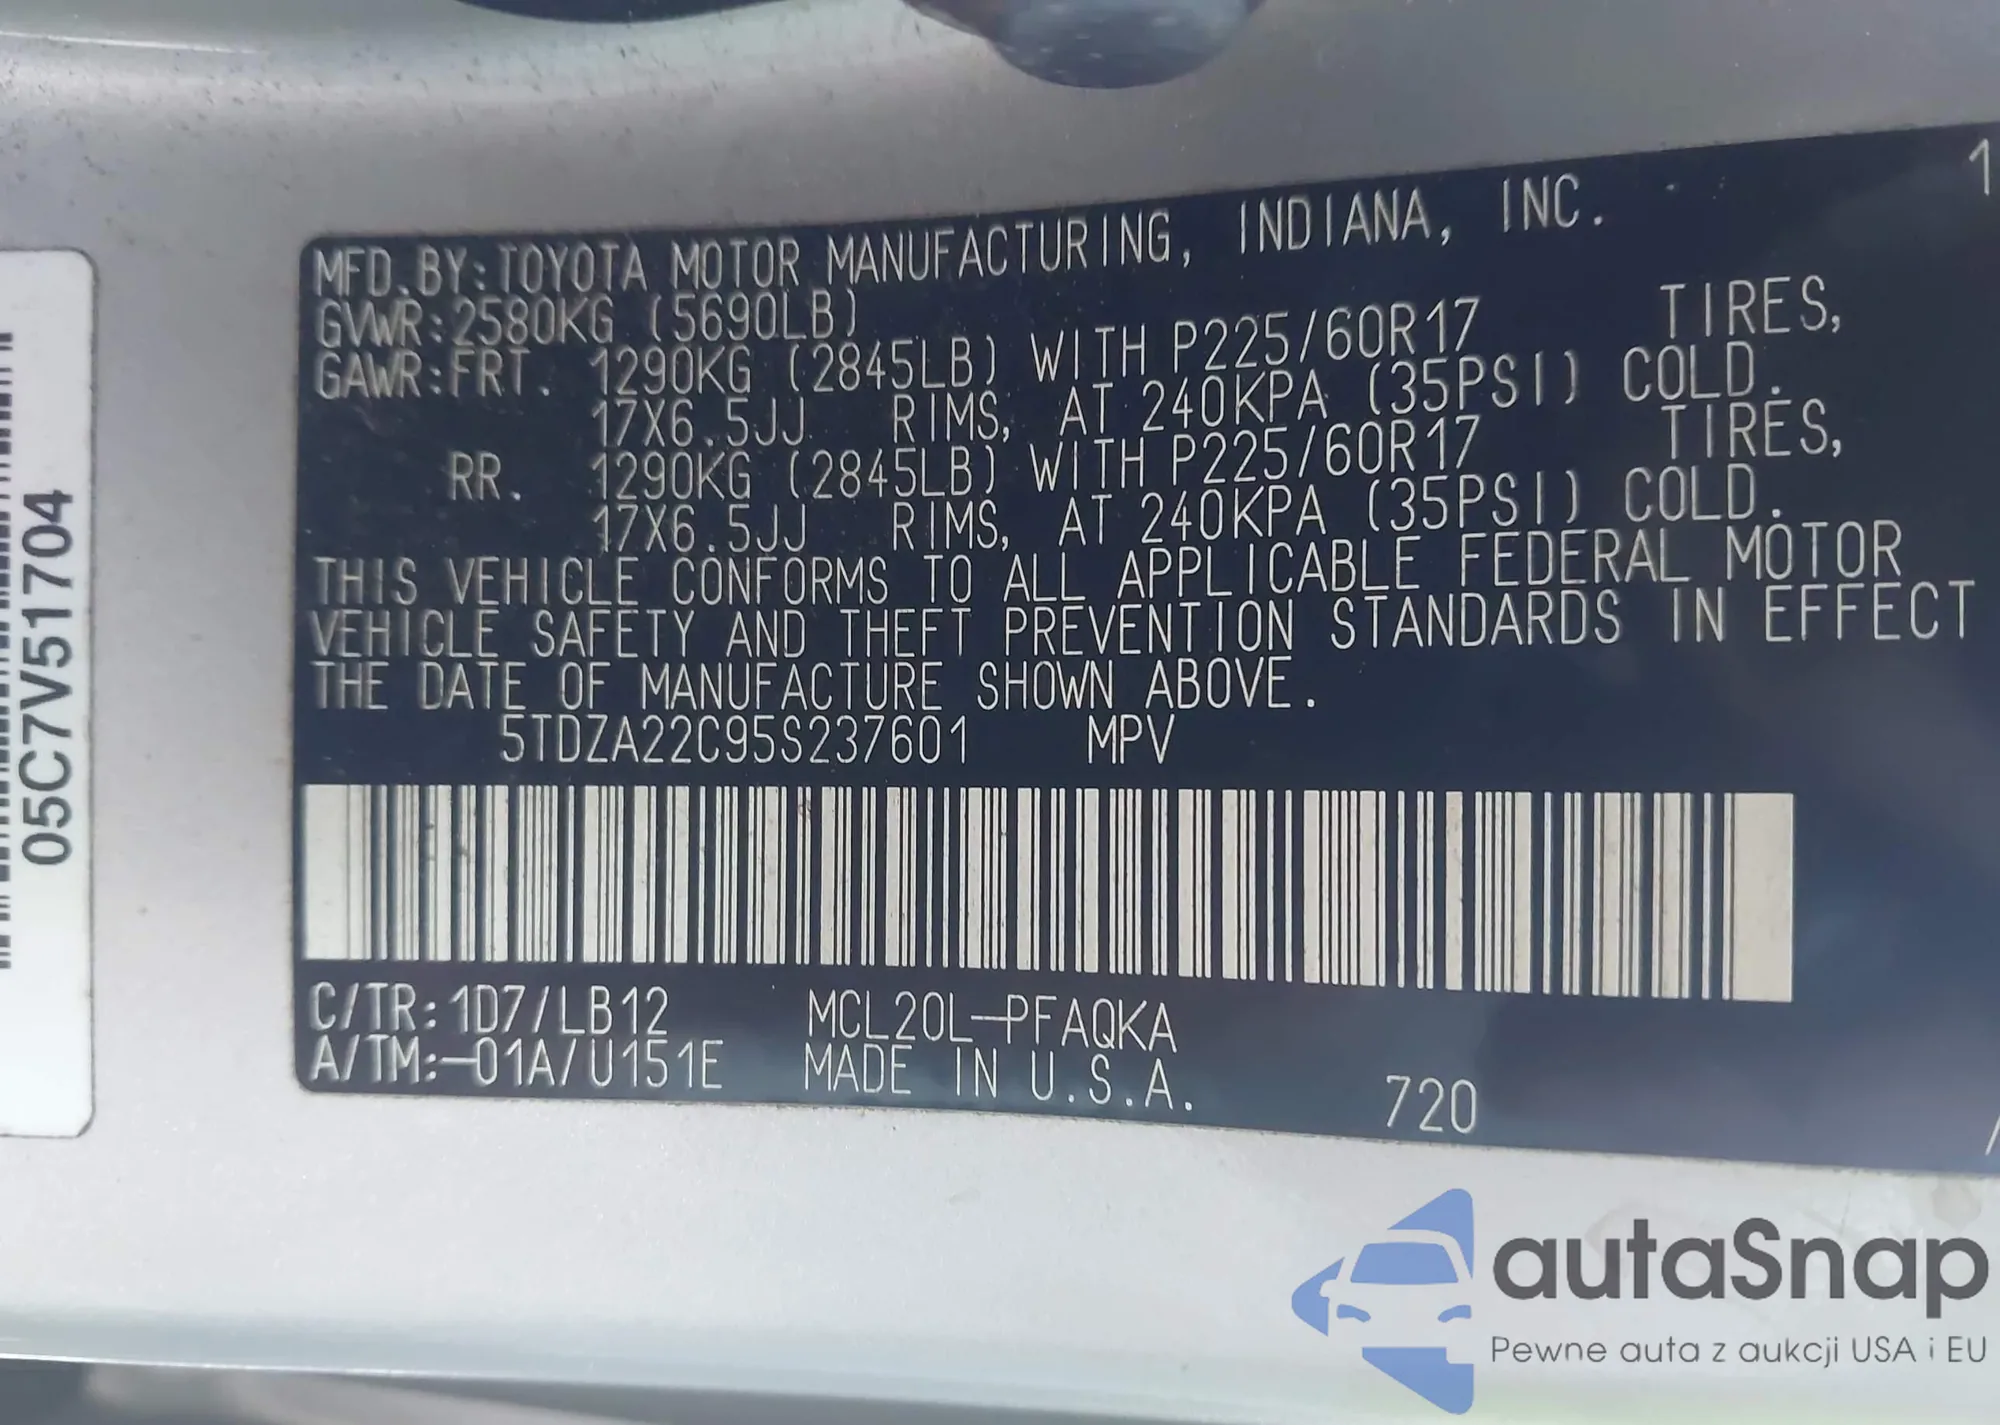 1
MFD.BY:TOYOTA MOTOR MANUFACTURING, INDIANA, INC.
GVWR:2580KG (5690LB)
GAWR:FRT. 1290KG (2845LB) WITH P225/60R17 TIRES,
17X6.5JJ RIMS, AT 240KPA (35PSI) COLD.
RR. 1290KG (2845LB) WITH P225/60R17 TIRES,
17X6.5JJ RIMS, AT 240KPA (35PSI) COLD.
THIS VEHICLE CONFORMS TO ALL APPLICABLE FEDERAL MOTOR
VEHICLE SAFETY AND THEFT PREVENTION STANDARDS IN EFFECT
THE DATE OF MANUFACTURE SHOWN ABOVE.
5TDZA22C95S237601 MPV
C/TR:1D7/LB12 MCL20L-PFAQKA
A/TM:-01A/U151E MADE IN U.S.A.
720
05C7V51704
autaSnap
Pewne auta z aukcji USA i EU